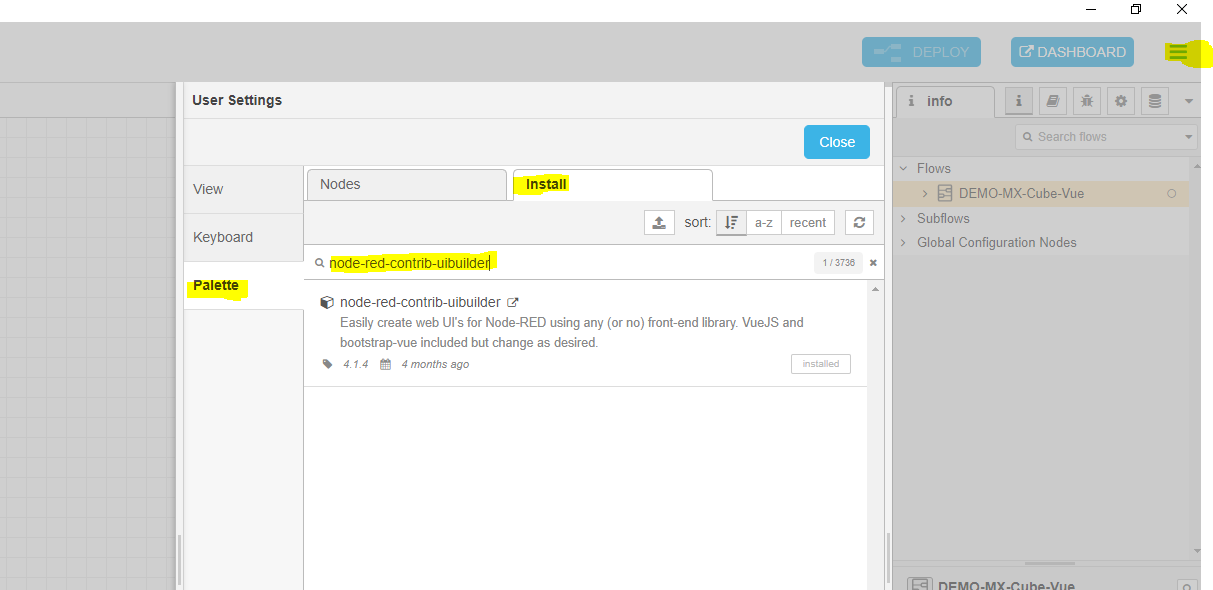 DEPLOY
DASHBOARD
User Settings
Close
View
Keyboard
Palette
Nodes
Install
sort:
a-z
recent
node-red-contrib-uibuilder
1 / 3736
node-red-contrib-uibuilder
Easily create web UI's for Node-RED using any (or no) front-end library. VueJS and
bootstrap-vue included but change as desired.
4.1.4
4 months ago
installed
i info
i
Search flows
Flows
DEMO-MX-Cube-Vue
Subflows
Global Configuration Nodes
DEMO-MX-Cube-Vue